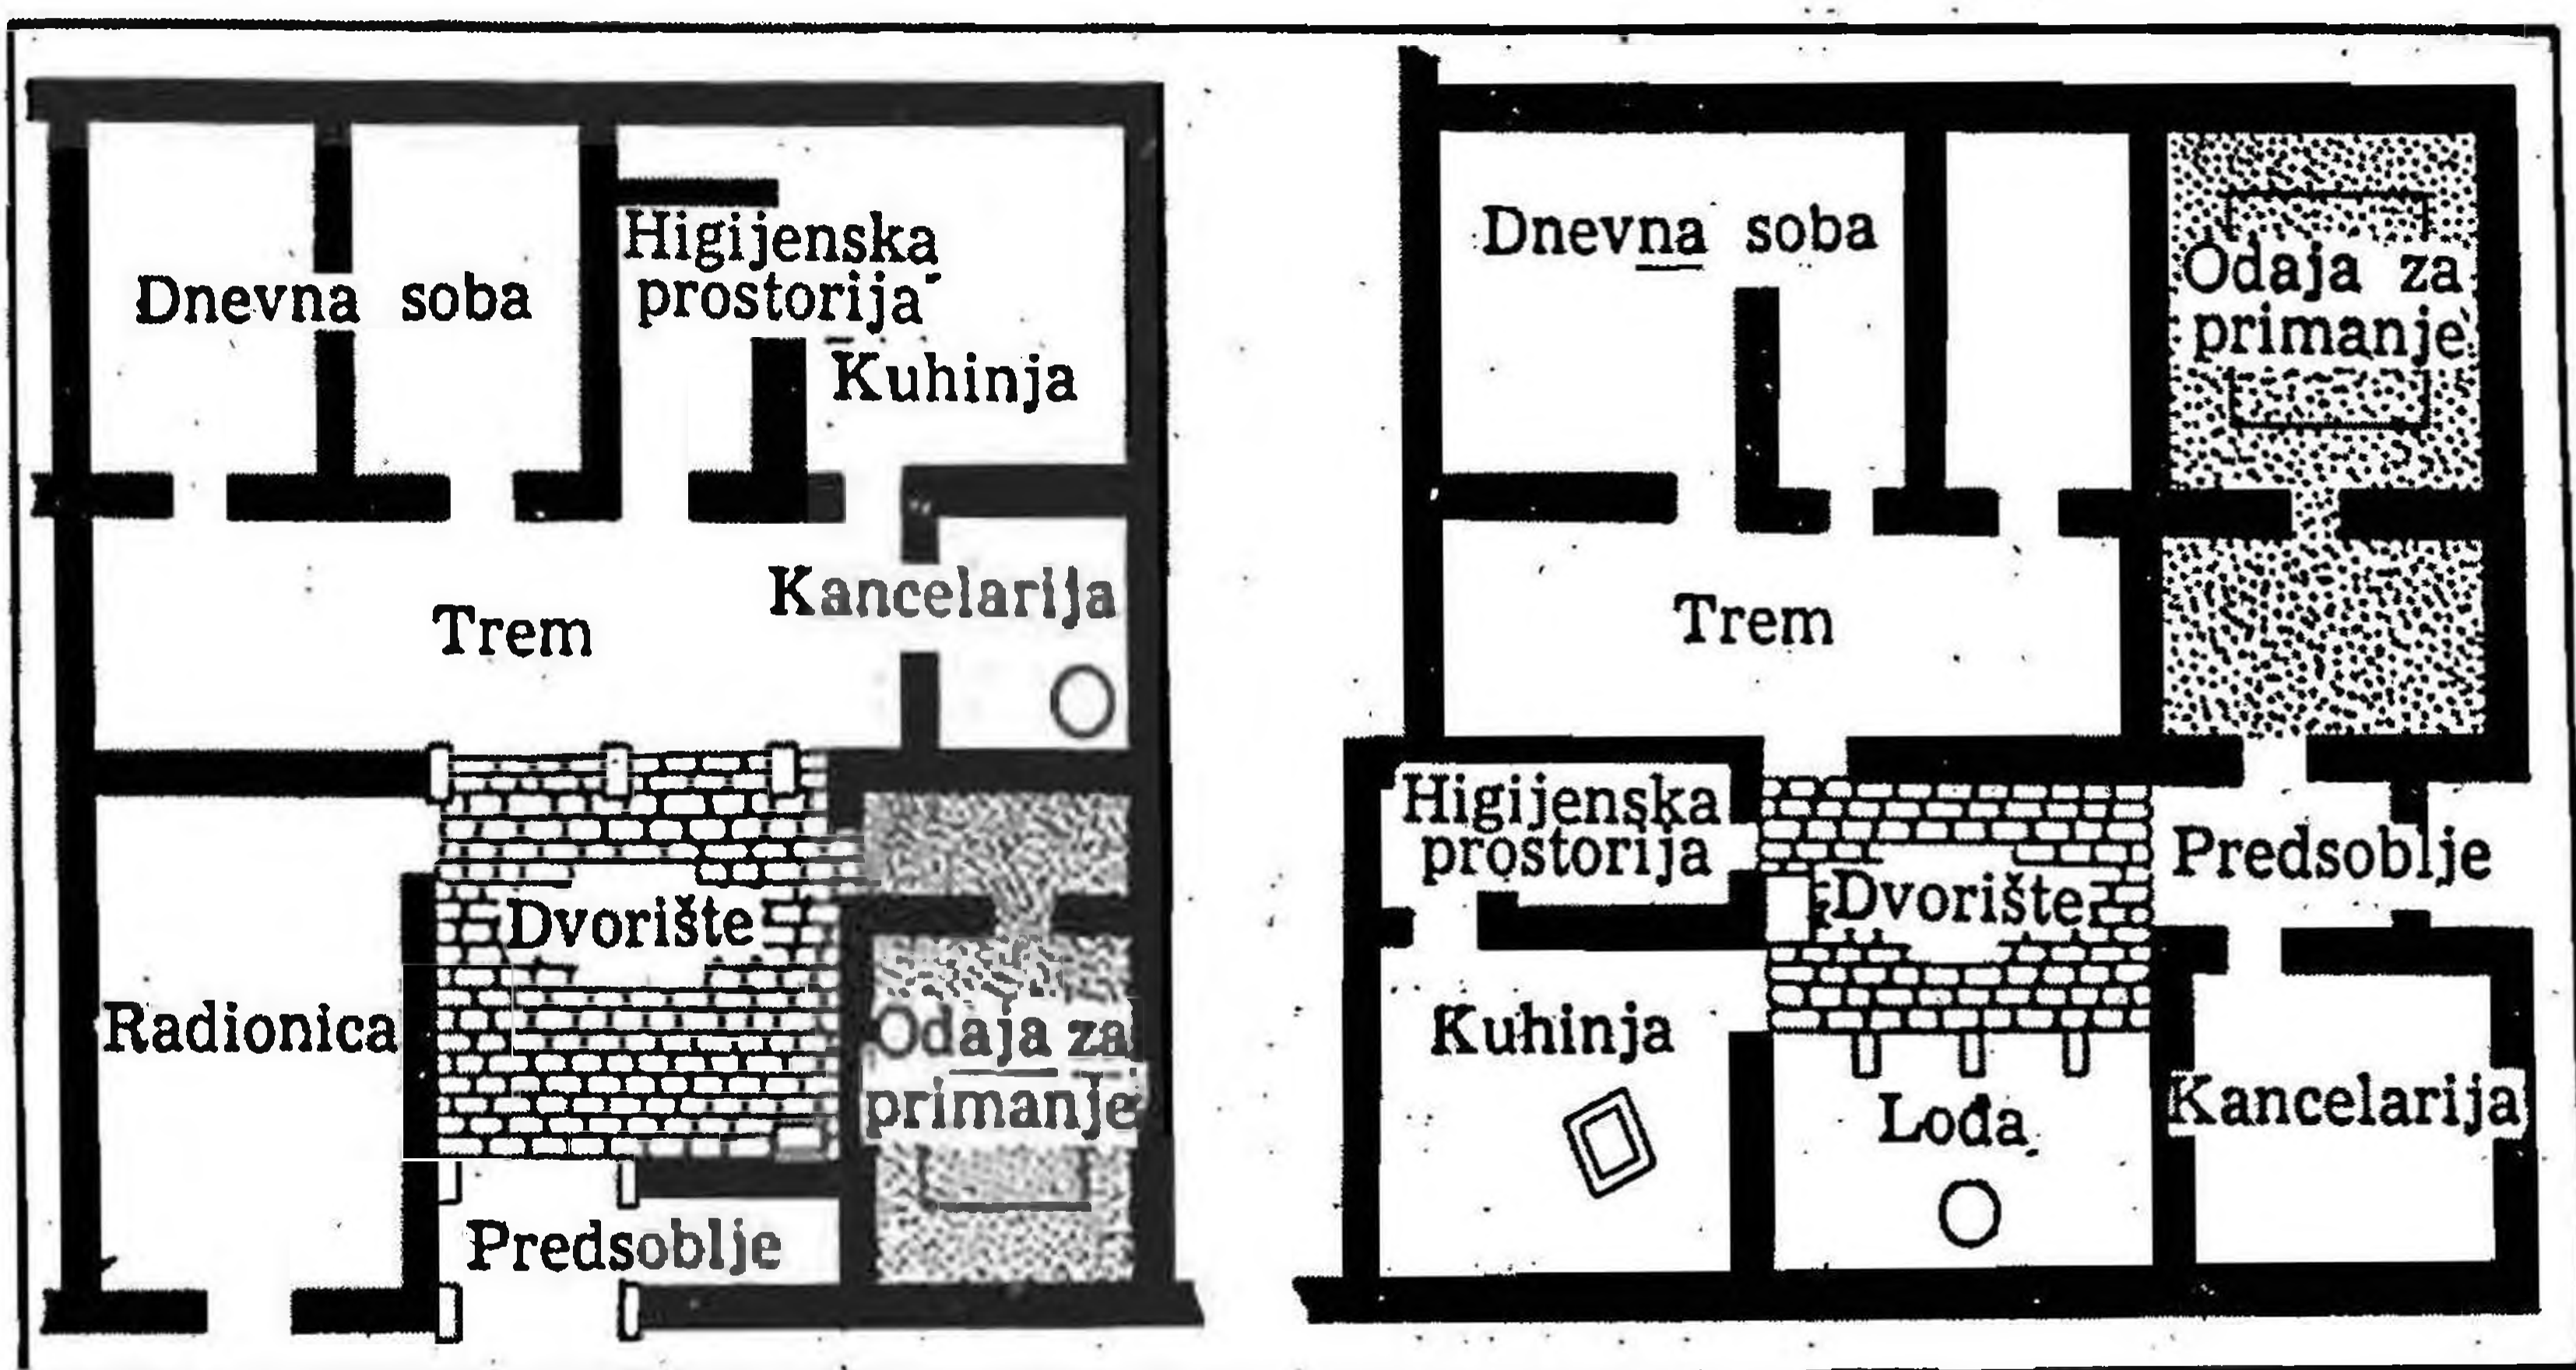 Dnevna soba
Higijenska
prostorija
Kuhinja
Kancelarija
Trem
Dvorište
Radionica
Odaja za
primanje
Predsoblje
Dnevna soba
Odaja za
primanje
Trem
Higijenska
prostorija
Predsoblje
Dvorište
Kuhinja
Lođa
Kancelarija